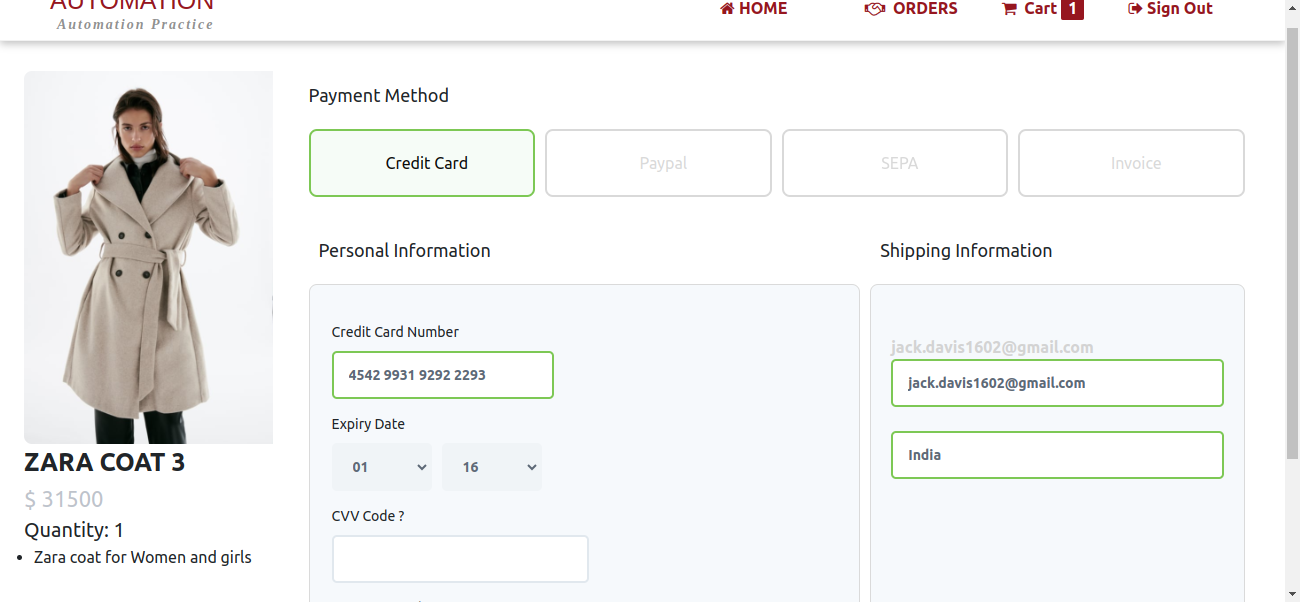 AUTOMATION
Automation Practice
HOME
ORDERS
Cart 1
Sign Out
Payment Method
Credit Card
Paypal
SEPA
Invoice
Personal Information
Shipping Information
Credit Card Number
4542 9931 9292 2293
Expiry Date
01
16
CVV Code ?
jack.davis1602@gmail.com
jack.davis1602@gmail.com
India
ZARA COAT 3
$ 31500
Quantity: 1
• Zara coat for Women and girls